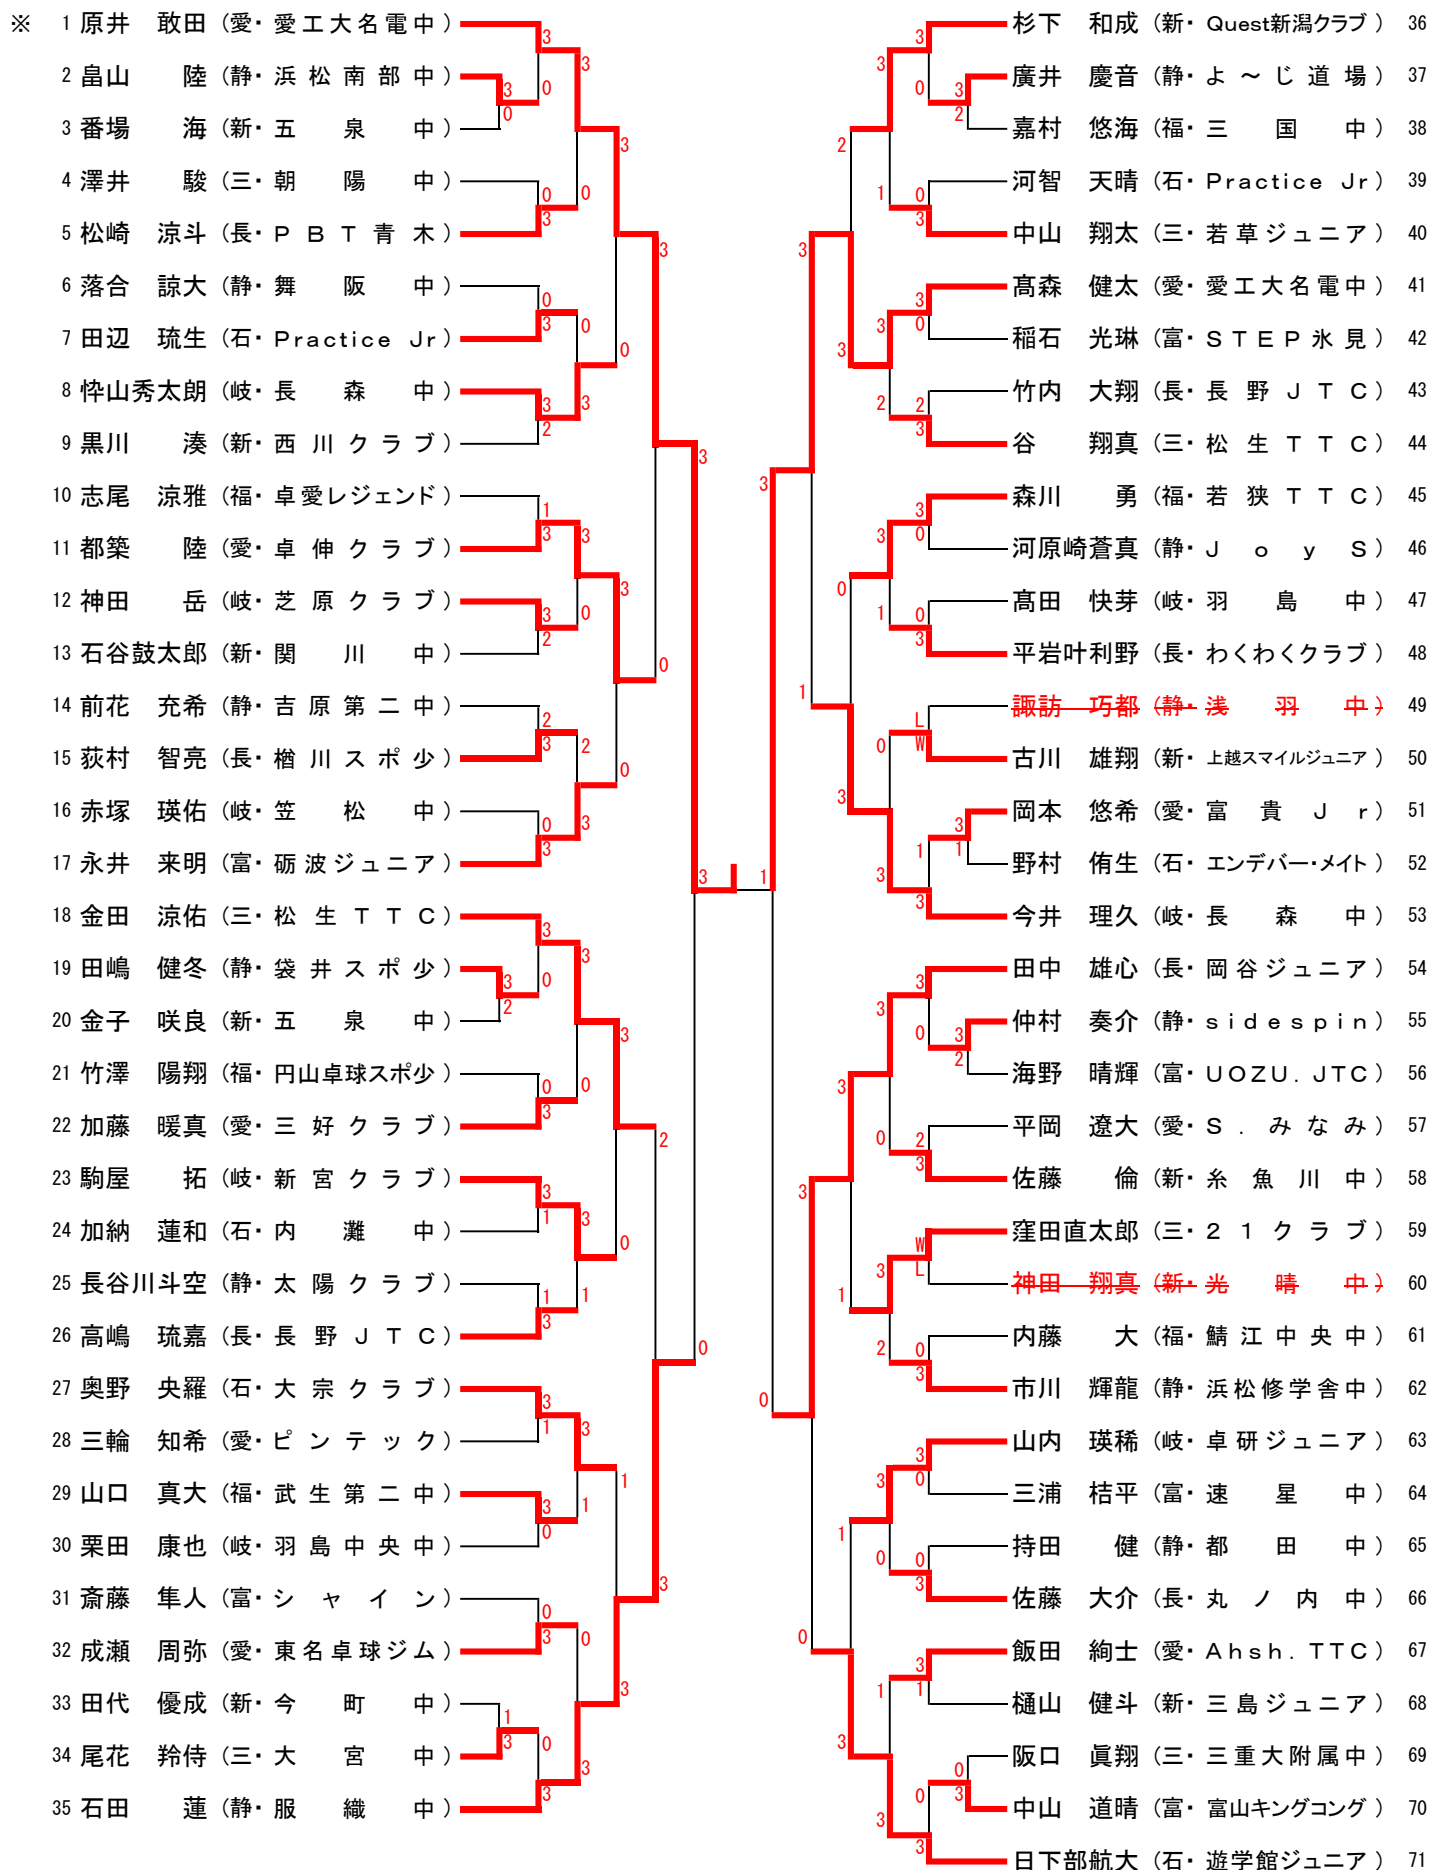 ※ 1 原井 敢田 (愛・愛工大名電中)
2 畠山 陸 (静・浜松南部中)
3 番場 海 (新・五泉中)
4 澤井 駿 (三・朝陽中)
5 松崎 涼斗 (長・PBT青木)
6 落合 諒大 (静・舞阪中)
7 田辺 琉生 (石・Practice Jr)
8 忰山秀太朗 (岐・長森中)
9 黒川 湊 (新・西川クラブ)
10 志尾 涼雅 (福・卓愛レジェンド)
11 都築 陸 (愛・卓伸クラブ)
12 神田 岳 (岐・芝原クラブ)
13 石谷鼓太郎 (新・関川中)
14 前花 充希 (静・吉原第二中)
15 荻村 智亮 (長・楢川スポ少)
16 赤塚 瑛佑 (岐・笠松中)
17 永井 来明 (富・砺波ジュニア)
18 金田 涼佑 (三・松生TTC)
19 田嶋 健冬 (静・袋井スポ少)
20 金子 咲良 (新・五泉中)
21 竹澤 陽翔 (福・円山卓球スポ少)
22 加藤 暖真 (愛・三好クラブ)
23 駒屋 拓 (岐・新宮クラブ)
24 加納 蓮和 (石・内灘中)
25 長谷川斗空 (静・太陽クラブ)
26 高嶋 琉嘉 (長・長野JTC)
27 奥野 央羅 (石・大宗クラブ)
28 三輪 知希 (愛・ピンテック)
29 山口 真大 (福・武生第二中)
30 栗田 康也 (岐・羽島中央中)
31 斎藤 隼人 (富・シャイン)
32 成瀬 周弥 (愛・東名卓球ジム)
33 田代 優成 (新・今町中)
34 尾花 羚侍 (三・大宮中)
35 石田 蓮 (静・服織中)
杉下 和成 (新・Quest新潟クラブ) 36
廣井 慶音 (静・よ～じ道場) 37
嘉村 悠海 (福・三国中) 38
河智 天晴 (石・Practice Jr) 39
中山 翔太 (三・若草ジュニア) 40
髙森 健太 (愛・愛工大名電中) 41
稲石 光琳 (富・STEP氷見) 42
竹内 大翔 (長・長野JTC) 43
谷 翔真 (三・松生TTC) 44
森川 勇 (福・若狭TTC) 45
河原崎蒼真 (静・JoyS) 46
髙田 快芽 (岐・羽島中) 47
平岩叶利野 (長・わくわくクラブ) 48
諏訪 巧都 (静・浅羽中) 49
古川 雄翔 (新・上越スマイルジュニア) 50
岡本 悠希 (愛・富貴Jr) 51
野村 侑生 (石・エンデバー・メイト) 52
今井 理久 (岐・長森中) 53
田中 雄心 (長・岡谷ジュニア) 54
仲村 奏介 (静・sidespin) 55
海野 晴輝 (富・UOZU.JTC) 56
平岡 遼大 (愛・S.みなみ) 57
佐藤 倫 (新・糸魚川中) 58
窪田直太郎 (三・21クラブ) 59
神田 翔真 (新・光晴中) 60
内藤 大 (福・鯖江中央中) 61
市川 輝龍 (静・浜松修学舎中) 62
山内 瑛稀 (岐・卓研ジュニア) 63
三浦 桔平 (富・速星中) 64
持田 健 (静・都田中) 65
佐藤 大介 (長・丸ノ内中) 66
飯田 絢士 (愛・Ahsh.TTC) 67
樋山 健斗 (新・三島ジュニア) 68
阪口 眞翔 (三・三重大附属中) 69
中山 道晴 (富・富山キングコング) 70
日下部航大 (石・遊学館ジュニア) 71